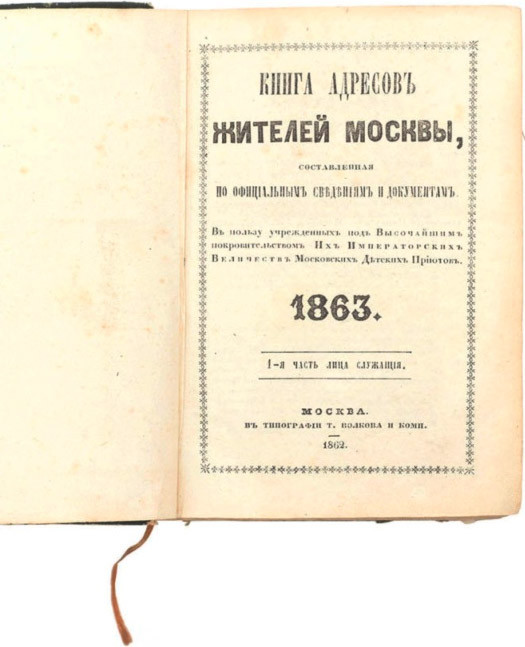 КНИГА АДРЕСОВЪ
ЖИТЕЛЕЙ МОСКВЫ,
СОСТАВЛЕННАЯ
ПО ОФИЦІАЛЬНЫМЪ СВѢДѢНІЯМЪ И ДОКУМЕНТАМЪ.
Въ пользу учрежденныхъ подъ Высочайшимъ
покровительствомъ Ихъ Императорскихъ
Величествъ Московскихъ Дѣтскихъ Пріютовъ.
1863.
1-я ЧАСТЬ ЛИЦА СЛУЖАЩІЯ.
МОСКВА.
ВЪ ТИПОГРАФІИ Т. ВОЛКОВА И КОМП.
1862.